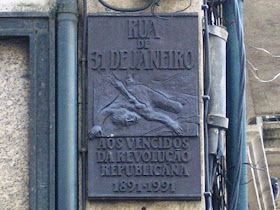 RUA
DE
31 DE JANEIRO
AOS VENCIDOS
DA REVOLUÇÃO
REPUBLICANA
1891-1991